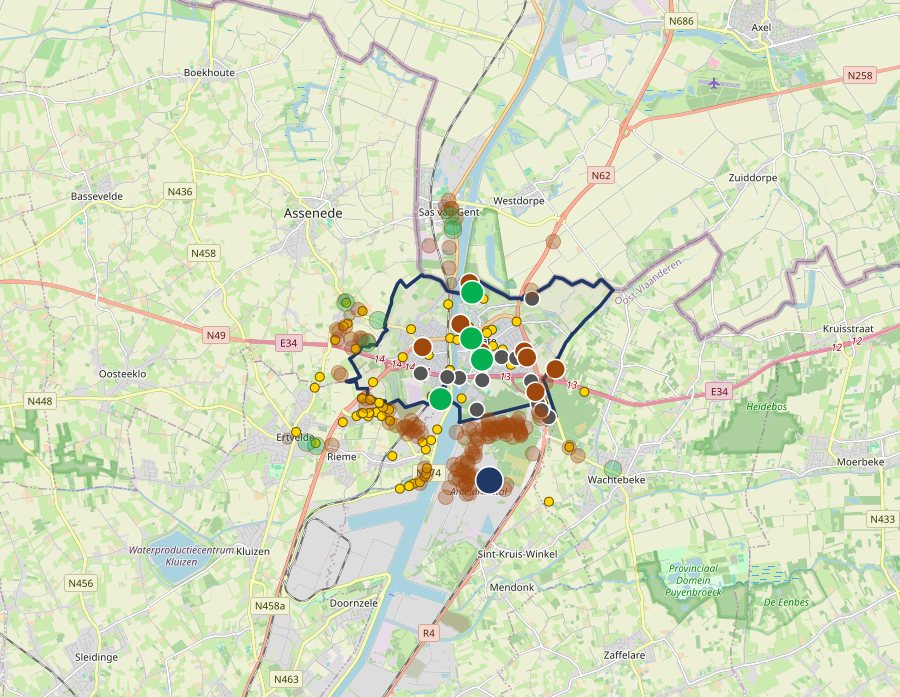 N686
Axel
Boekhoute
N258
N62
Zuiddorpe
N436
Bassevelde
Westdorpe
Assenede
Sas van Gent
N458
Oost-Vlaanderen
N49
E34
Kruisstraat
14
14
14
13
13
12
12
Oosteeklo
E34
N448
Heidebos
Ertvelde
Rieme
Moerbeke
Wachtebeke
N433
Waterproductiecentrum
Kluizen
Kluizen
Sint-Kruis-Winkel
Provinciaal
Domein
Puyenbroeck
N456
Mendonk
De Eenbes
N458a
Doornzele
R4
Sleidinge
Zaffelare
N463